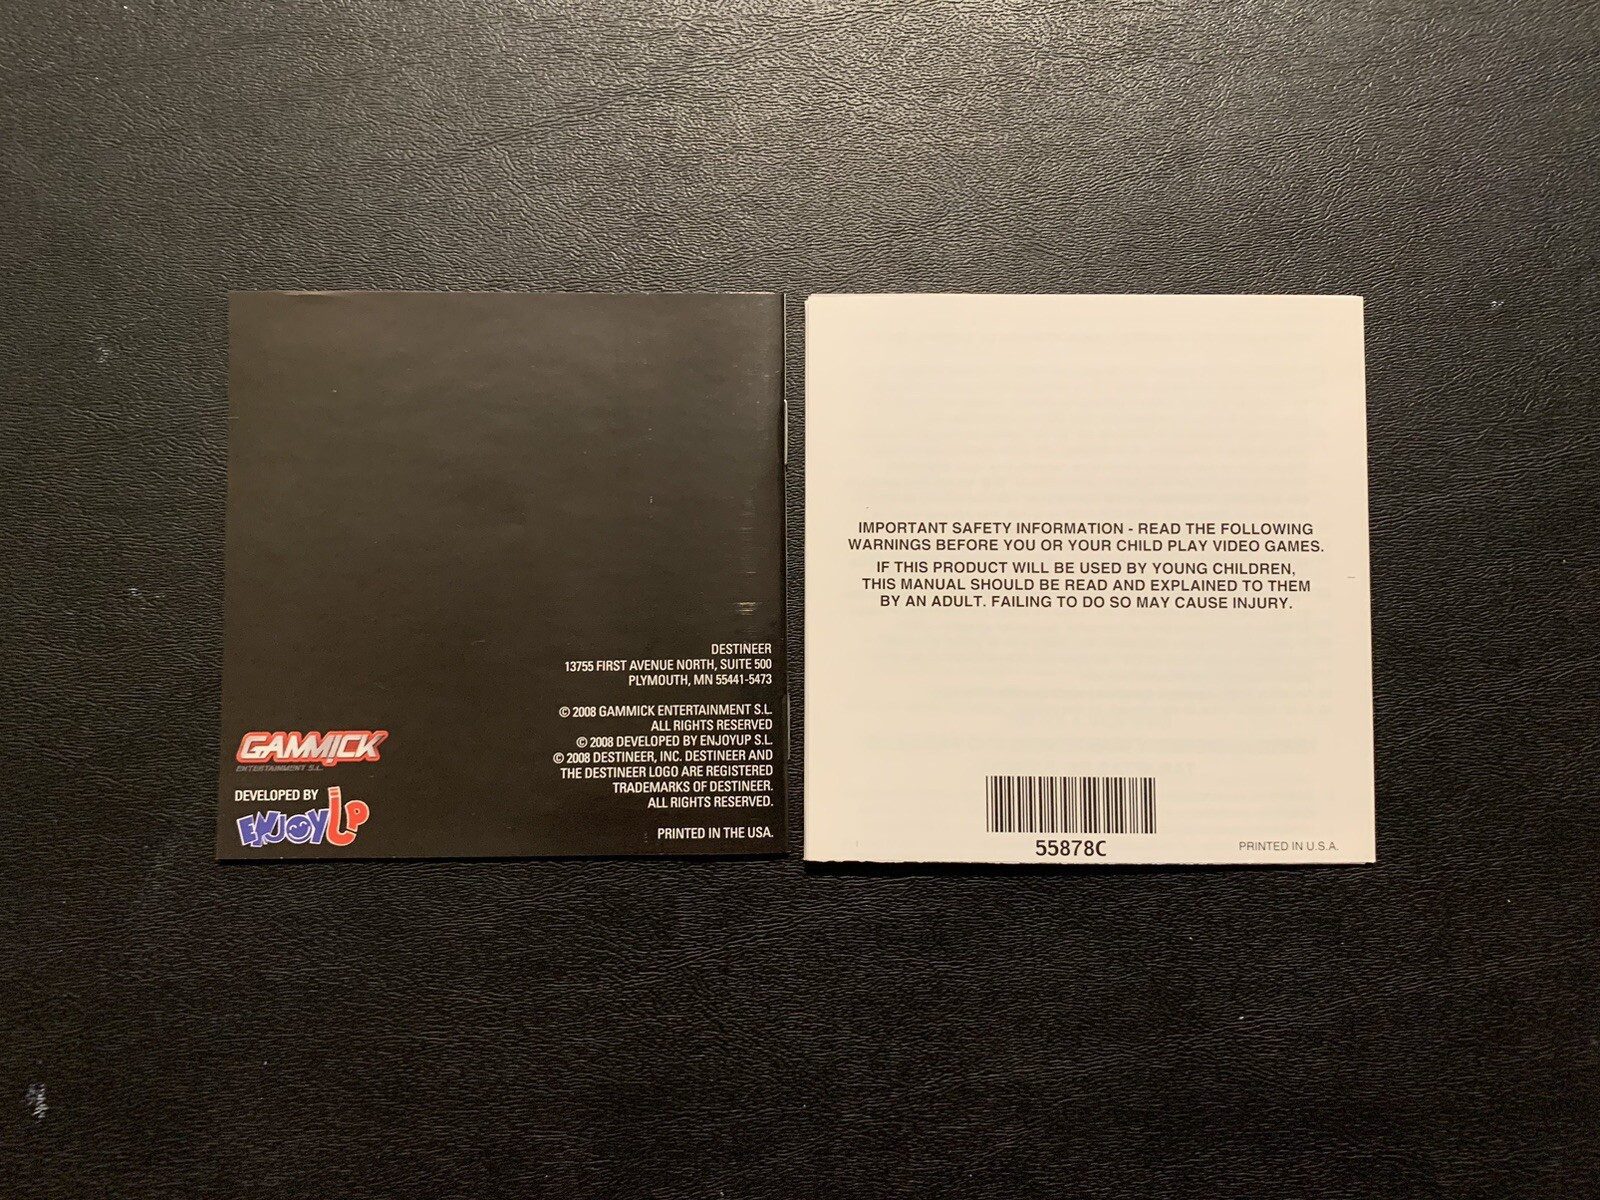 DESTINEER
13755 FIRST AVENUE NORTH, SUITE 500
PLYMOUTH, MN 55441-5473
© 2008 GAMMICK ENTERTAINMENT S.L.
ALL RIGHTS RESERVED
© 2008 DEVELOPED BY ENJOYUP S.L.
© 2008 DESTINEER, INC. DESTINEER AND
THE DESTINEER LOGO ARE REGISTERED
TRADEMARKS OF DESTINEER.
ALL RIGHTS RESERVED.
PRINTED IN THE USA.
GAMMICK
ENTERTAINMENT S.L.
DEVELOPED BY
ENJOYUP
IMPORTANT SAFETY INFORMATION - READ THE FOLLOWING
WARNINGS BEFORE YOU OR YOUR CHILD PLAY VIDEO GAMES.
IF THIS PRODUCT WILL BE USED BY YOUNG CHILDREN,
THIS MANUAL SHOULD BE READ AND EXPLAINED TO THEM
BY AN ADULT. FAILING TO DO SO MAY CAUSE INJURY.
55878C
PRINTED IN U.S.A.